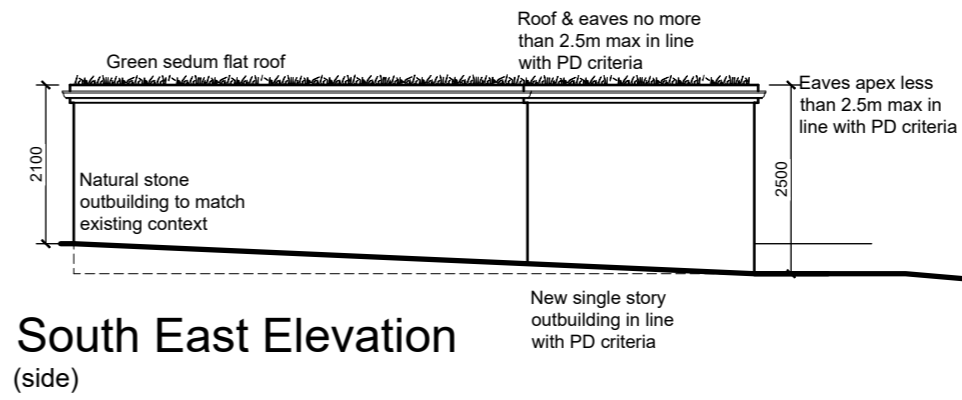 Roof & eaves no more
than 2.5m max in line
with PD criteria
Green sedum flat roof
Eaves apex less
than 2.5m max in
line with PD criteria
2100
Natural stone
outbuilding to match
existing context
2500
New single story
outbuilding in line
with PD criteria
South East Elevation
(side)